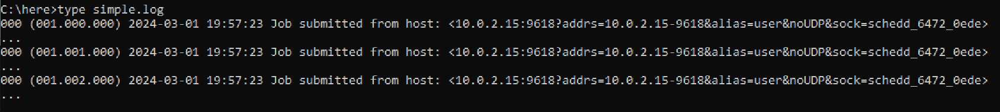 C:\here>type simple.log
000 (001.000.000) 2024-03-01 19:57:23 Job submitted from host: <10.0.2.15:9618?addrs=10.0.2.15-9618&alias=user&noUDP&sock=schedd_6472_0ede>
...
000 (001.001.000) 2024-03-01 19:57:23 Job submitted from host: <10.0.2.15:9618?addrs=10.0.2.15-9618&alias=user&noUDP&sock=schedd_6472_0ede>
...
000 (001.002.000) 2024-03-01 19:57:23 Job submitted from host: <10.0.2.15:9618?addrs=10.0.2.15-9618&alias=user&noUDP&sock=schedd_6472_0ede>
...